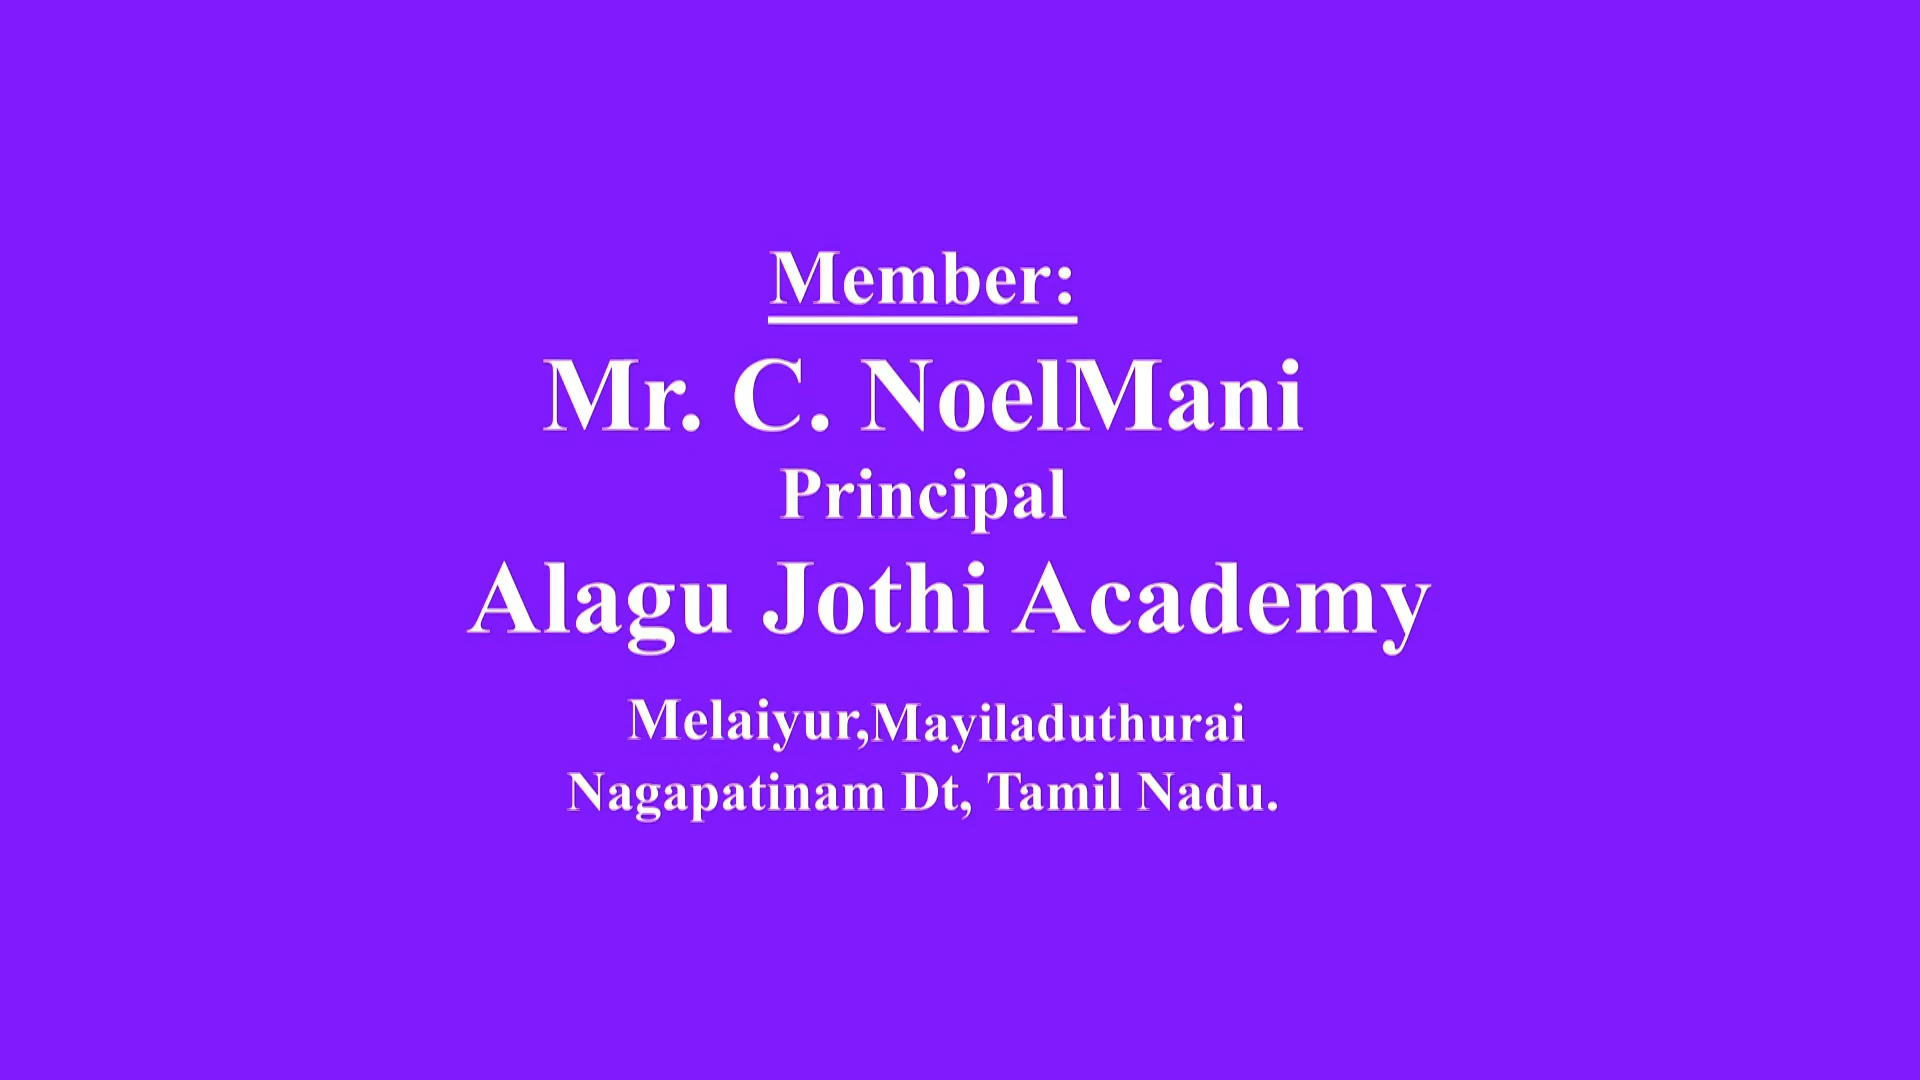 Member:
Mr. C. NoelMani
Principal
Alagu Jothi Academy
Melaiyur,Mayiladuthurai
Nagapatinam Dt, Tamil Nadu.